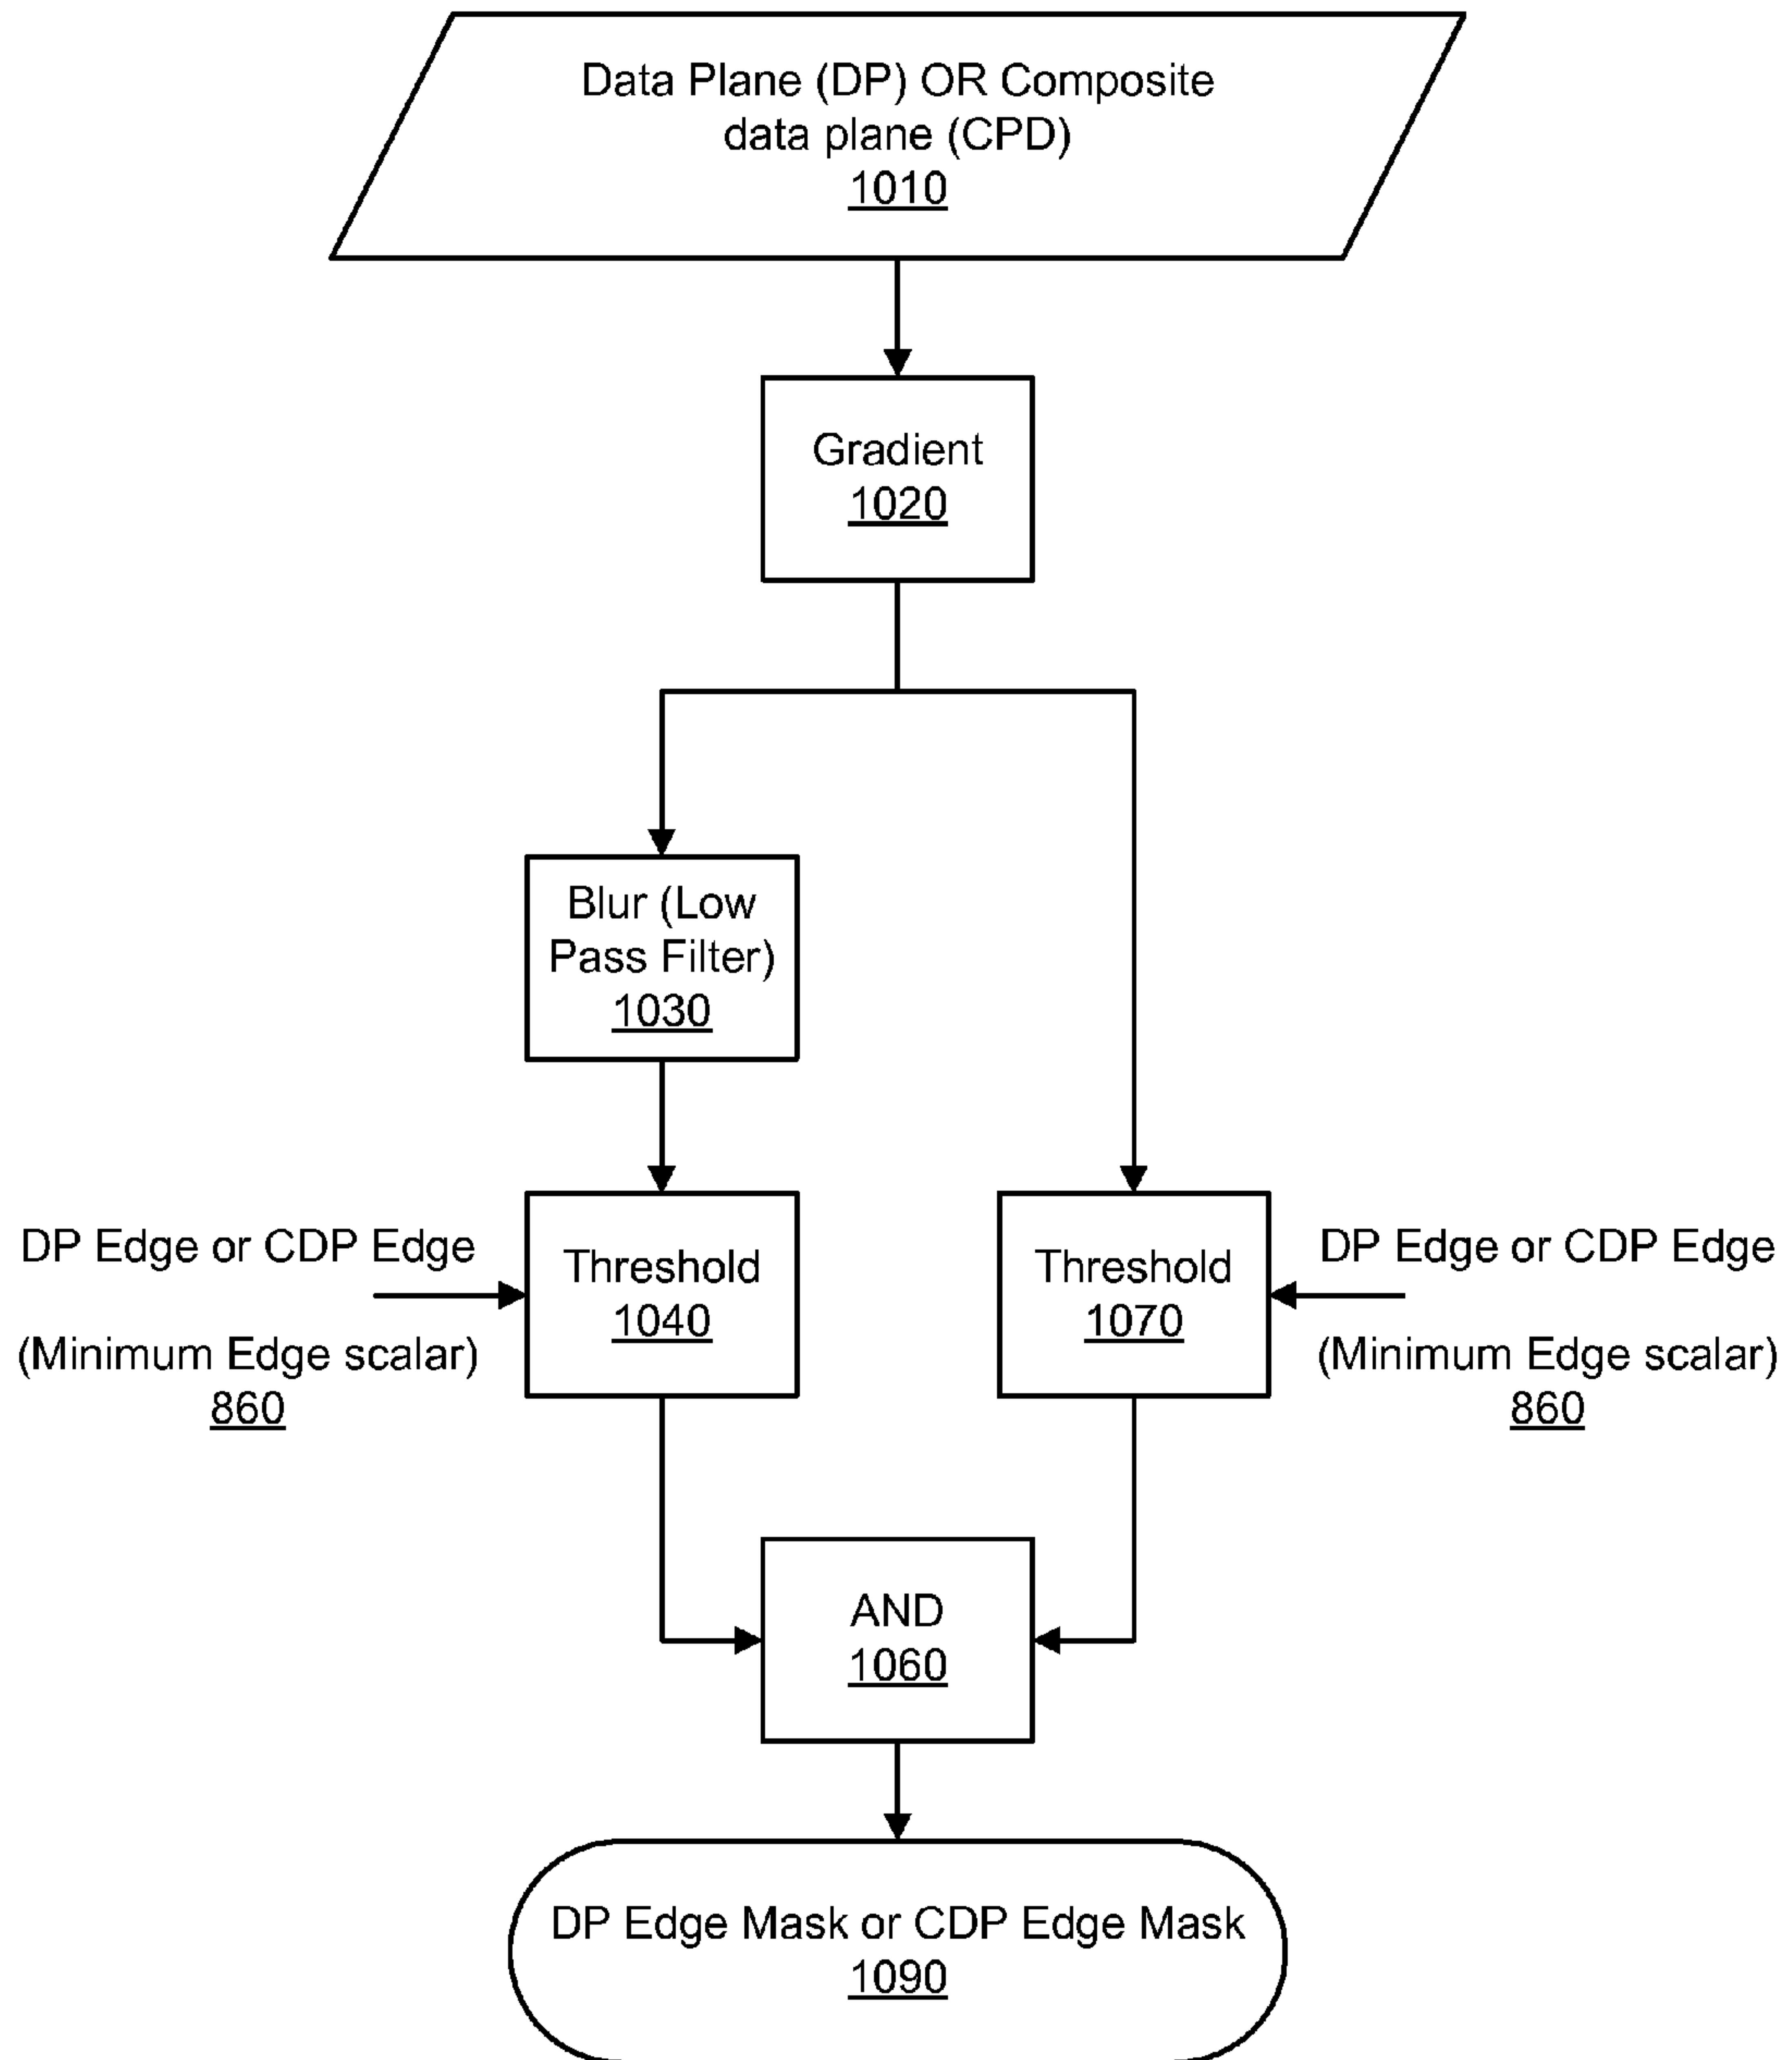 Data Plane (DP) OR Composite
data plane (CPD)
1010
Gradient
1020
Blur (Low
Pass Filter)
1030
DP Edge or CDP Edge
(Minimum Edge scalar)
860
Threshold
1040
Threshold
1070
DP Edge or CDP Edge
(Minimum Edge scalar)
860
AND
1060
DP Edge Mask or CDP Edge Mask
1090